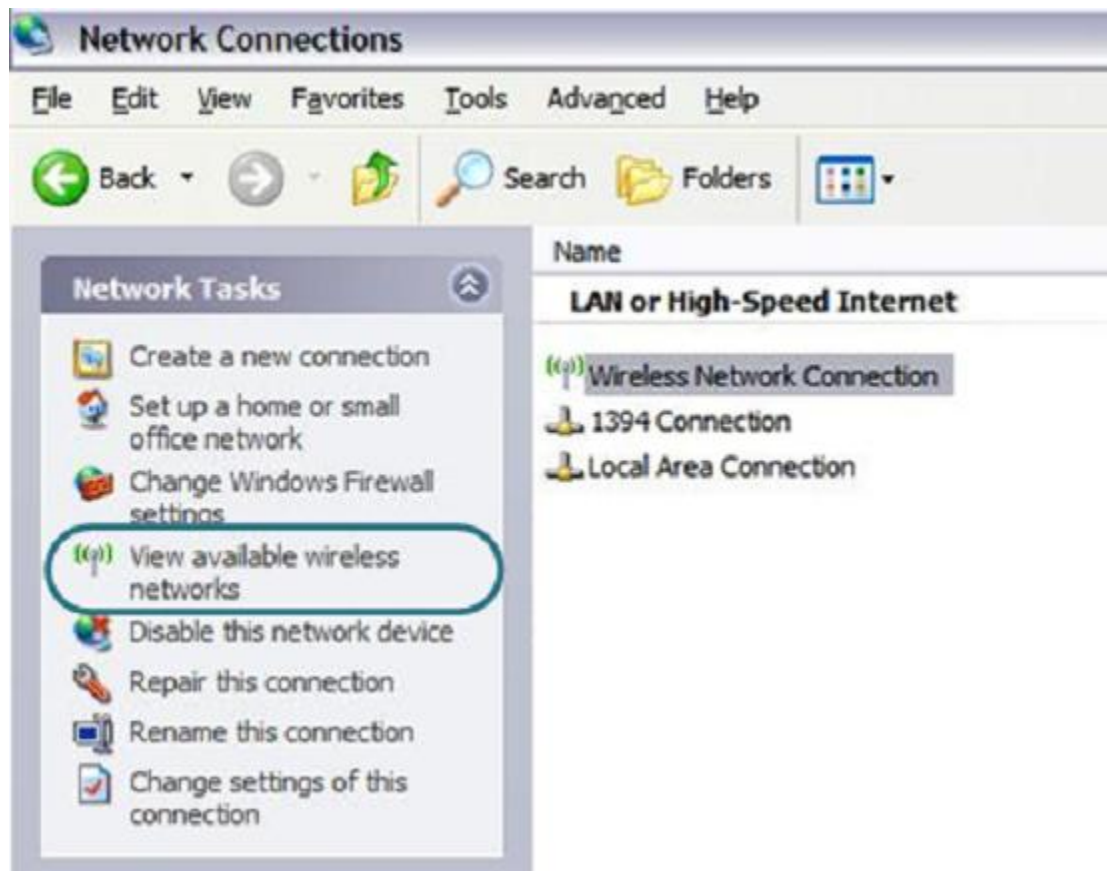 Network Connections
File Edit View Favorites Tools Advanced Help
Back Search Folders
Network Tasks
Create a new connection
Set up a home or small
office network
Change Windows Firewall
settings
View available wireless
networks
Disable this network device
Repair this connection
Rename this connection
Change settings of this
connection
Name
LAN or High-Speed Internet
Wireless Network Connection
1394 Connection
Local Area Connection